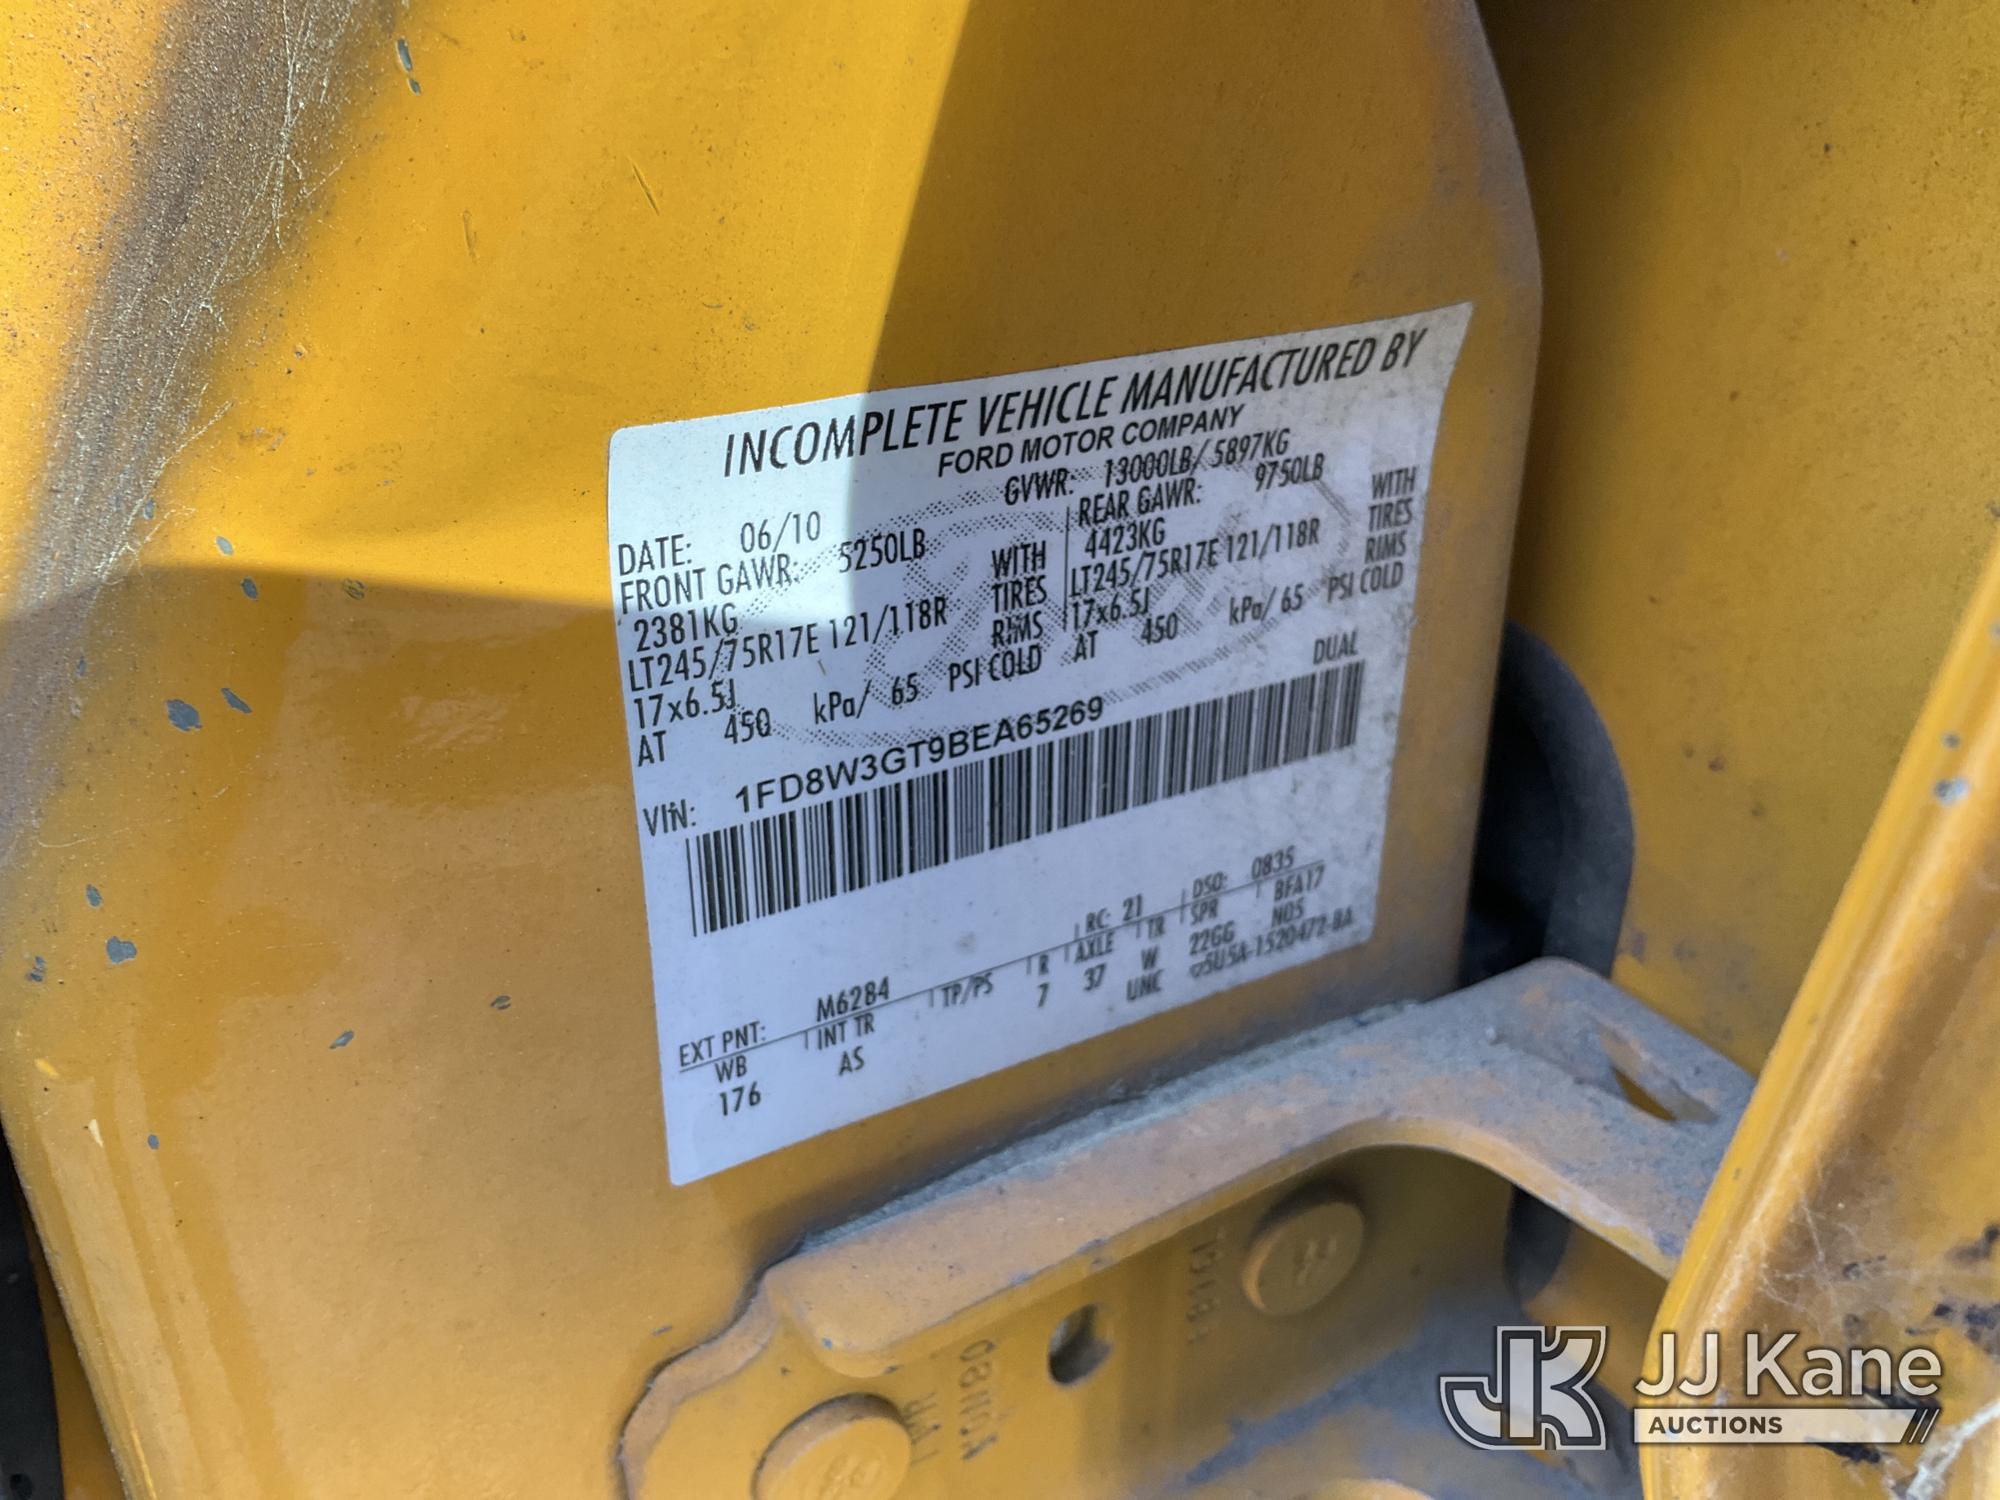 INCOMPLETE VEHICLE MANUFACTURED BY
FORD MOTOR COMPANY
DATE: 06/10 GVWR: 13000LB/ 5897KG
FRONT GAWR: 5250LB REAR GAWR: 9750LB
2381KG WITH 4423KG WITH
LT245/75R17E 121/118R TIRES LT245/75R17E 121/118R TIRES
17x6.5J RIMS 17x6.5J RIMS
AT 450 kPa/ 65 PSI COLD AT 450 kPa/ 65 PSI COLD
DUAL
VIN: 1FD8W3GT9BEA65269
EXT PNT: M6284 RC: 21 DSO: 0835
WB INT TR TP/PS R AXLE TR SPR BFA17
176 AS 7 37 W 22GG N05
UNC 5U5A-1520472-BA
JK JJ Kane
AUCTIONS